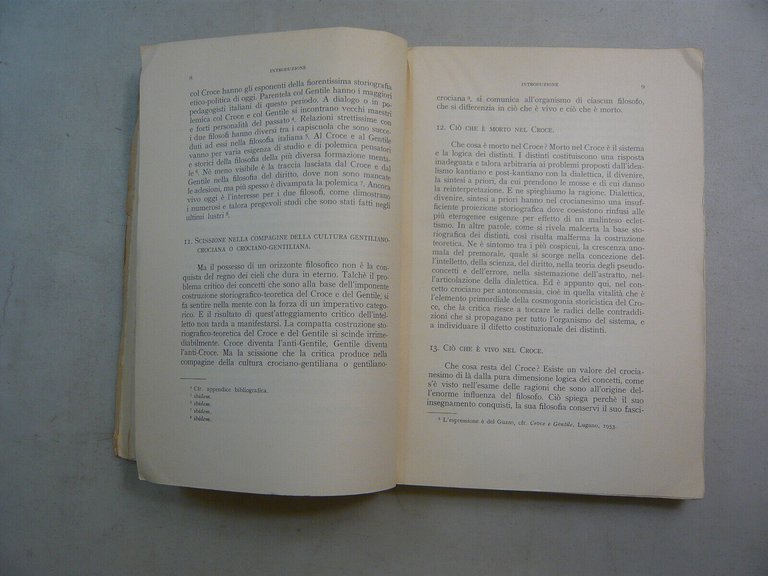 8
INTRODUZIONE
col Croce hanno gli esponenti della fiorentissima storiografia
etico-politica di oggi. Parentela col Gentile hanno i maggiori
pedagogisti italiani di questo periodo. A dialogo o in po-
lemica col Croce e col Gentile si incontrano vecchi maestri
e forti personalità del passato
. Relazioni strettissime con
i due filosofi hanno diversi tra i capiscuola che sono succe-
duti ad essi nella filosofia italiana
. Al Croce e al Gentile
vanno per varia esigenza di studio e di polemica pensatori
e storici della filosofia della più diversa formazione menta-
le
. Né meno visibile è la traccia lasciata dal Croce e dal
Gentile nella filosofia del diritto, dove non sono mancate
le adesioni, ma più spesso è divampata la polemica
. Ancora
vivo oggi è l'interesse per i due filosofi, come dimostrano
i numerosi e talora pregevoli studi che sono stati fatti negli
ultimi lustri
.
11. SCISSIONE NELLA COMPAGINE DELLA CULTURA GENTILIANO-
CROCIANA O CROCIANO-GENTILIANA.
Ma il possesso di un orizzonte filosofico non è la con-
quista del regno dei cieli che dura in eterno. Talchè il pro-
blema critico dei concetti che sono alla base dell'imponente
costruzione storiografico-teoretica del Croce e del Gentile, si
fa sentire nella mente con la forza di un imperativo catego-
rico. E il risultato di quest'atteggiamento critico dell'in-
telletto non tarda a manifestarsi. La compatta costruzione sto-
riografico-teoretica del Croce e del Gentile si scinde irrime-
diabilmente. Croce diventa l'anti-Gentile, Gentile diventa
l'anti-Croce. Ma la scissione che la critica produce nella
compagine della cultura crociano-gentiliana o gentiliano-
Cfr. appendice bibliografica.
ibidem.
ibidem.
ibidem.
ibidem.
INTRODUZIONE
9
crociana ⁹, si comunica all'organismo di ciascun filosofo,
che si differenzia in ciò che è vivo e ciò che è morto.
12. CIÒ CHE È MORTO NEL CROCE.
Che cosa è morto nel Croce? Morto nel Croce è il sistema
e la logica dei distinti. I distinti costituiscono una risposta
inadeguata e talora arbitraria ai problemi proposti dall'idea-
lismo kantiano e post-kantiano con la dialettica, il divenire,
la sintesi a priori, da cui prendono le mosse e di cui danno
la reinterpretazione. E ne spieghiamo la ragione. Dialettica,
divenire, sintesi a priori hanno nel crocianesimo una insuf-
ficiente proiezione storiografica dove coesistono rinfusi alle
più eterogenee esigenze per effetto di un malinteso eclet-
tismo. In altre parole, come si rivela malcerta la base sto-
riografica dei distinti, così risulta malferma la costruzione
teoretica. Ne è sintomo tra i più cospicui, la crescenza ano-
mala del premorale, quale si scorge nella concezione del-
l'intelletto, della scienza, del diritto, nella teoria degli pseudo-
concetti e dell'errore, nella sistemazione dell'astratto, nel-
l'articolazione della dialettica. Ed è appunto qui, nel con-
cetto crociano per antonomasia, cioè in quella vitalità che è
l'elemento primordiale della cosmogonia storicistica del Cro-
ce, che la critica riesce a toccare le radici delle contraddi-
zioni che si propagano per tutto l'organismo del sistema, e
a individuare il difetto costituzionale dei distinti.
13. CIÒ CHE È VIVO NEL CROCE.
Che cosa resta del Croce? Esiste un valore del crocia-
nesimo di là dalla pura dimensione logica dei concetti, come
s'è visto nell'esame delle ragioni che sono all'origine del-
l'enorme influenza del filosofo. Ciò spiega perchè il suo
insegnamento conquisti, la sua filosofia conservi il suo fasci-
⁹ L'espressione è del Guzzo, cfr. Croce e Gentile, Lugano, 1953.